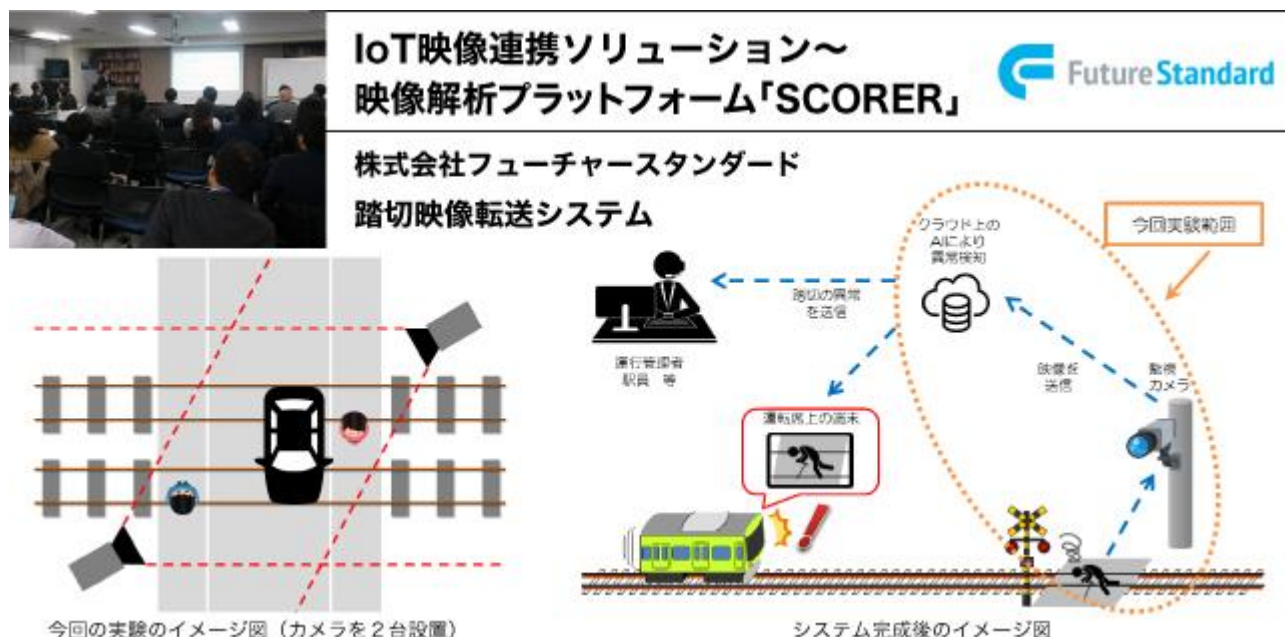 IoT映像連携ソリューション～
映像解析プラットフォーム「SCORER」
Future Standard
株式会社フューチャースタンダード
踏切映像転送システム
クラウド上の
AIにより
異常検知
今回実験範囲
踏切の異常
を送信
運行管理者
駅員 等
映像を
送信
監視
カメラ
運転席上の端末
今回の実験のイメージ図（カメラを2台設置）
システム完成後のイメージ図